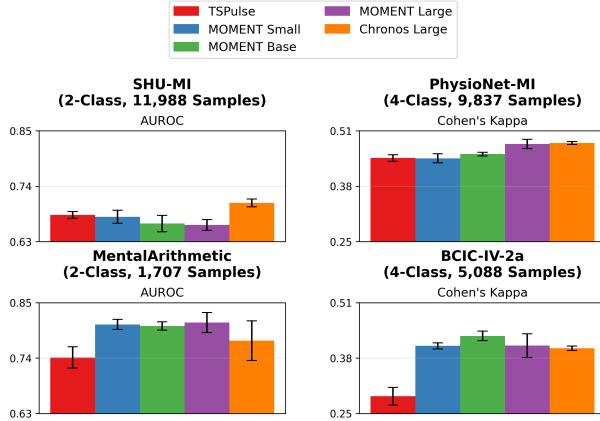 TSPulse
MOMENT Small
MOMENT Base
MOMENT Large
Chronos Large
SHU-MI
(2-Class, 11,988 Samples)
AUROC
0.85
0.74
0.63
PhysioNet-MI
(4-Class, 9,837 Samples)
Cohen's Kappa
0.51
0.38
0.25
MentalArithmetic
(2-Class, 1,707 Samples)
AUROC
0.85
0.74
0.63
BCIC-IV-2a
(4-Class, 5,088 Samples)
Cohen's Kappa
0.51
0.38
0.25